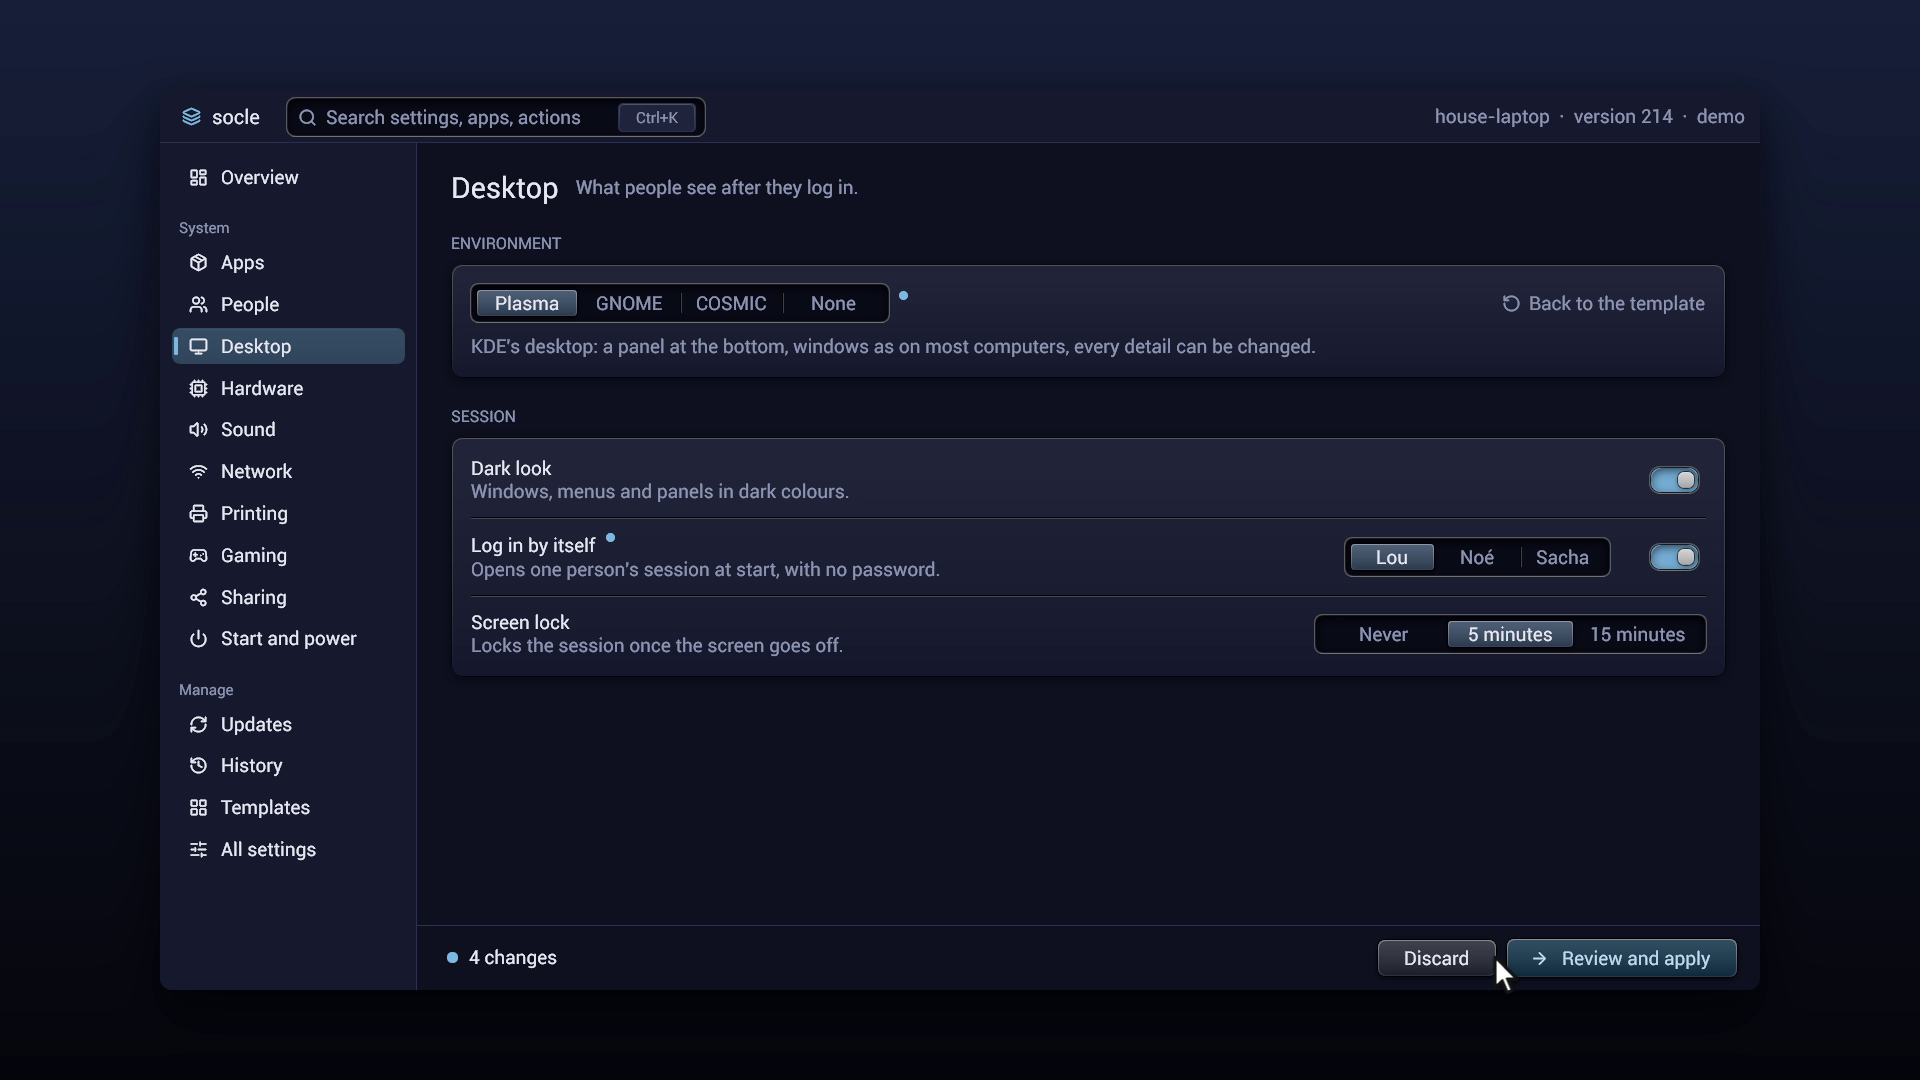 socle
Search settings, apps, actions
Ctrl+K
house-laptop · version 214 · demo
Overview
System
Apps
People
Desktop
Hardware
Sound
Network
Printing
Gaming
Sharing
Start and power
Manage
Updates
History
Templates
All settings
Desktop What people see after they log in.
ENVIRONMENT
Plasma GNOME COSMIC None
Back to the template
KDE's desktop: a panel at the bottom, windows as on most computers, every detail can be changed.
SESSION
Dark look
Windows, menus and panels in dark colours.
Log in by itself
Opens one person's session at start, with no password.
Lou Noé Sacha
Screen lock
Locks the session once the screen goes off.
Never 5 minutes 15 minutes
4 changes
Discard
Review and apply